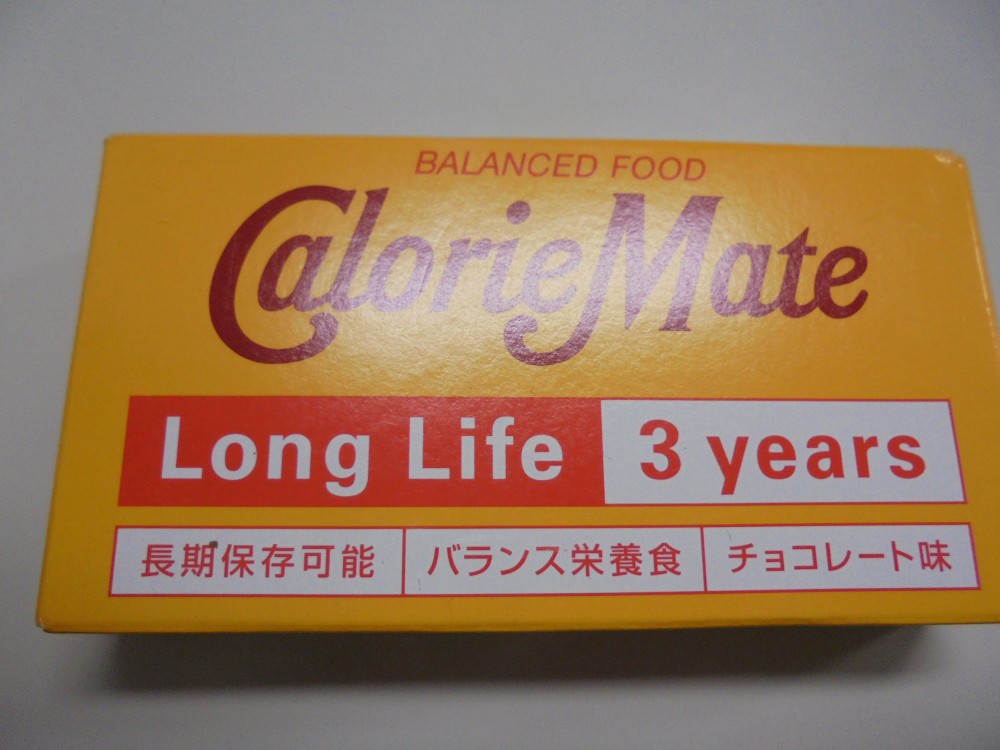 BALANCED FOOD
CalorieMate
Long Life 3 years
長期保存可能 バランス栄養食 チョコレート味